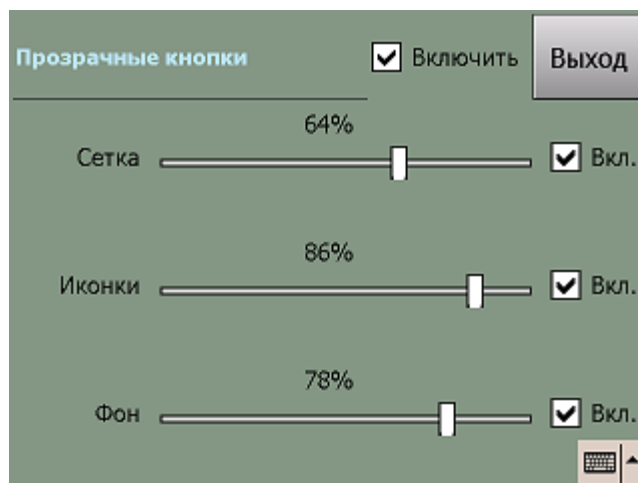 Прозрачные кнопки
Включить
Выход
64%
Сетка
Вкл.
86%
Иконки
Вкл.
78%
Фон
Вкл.